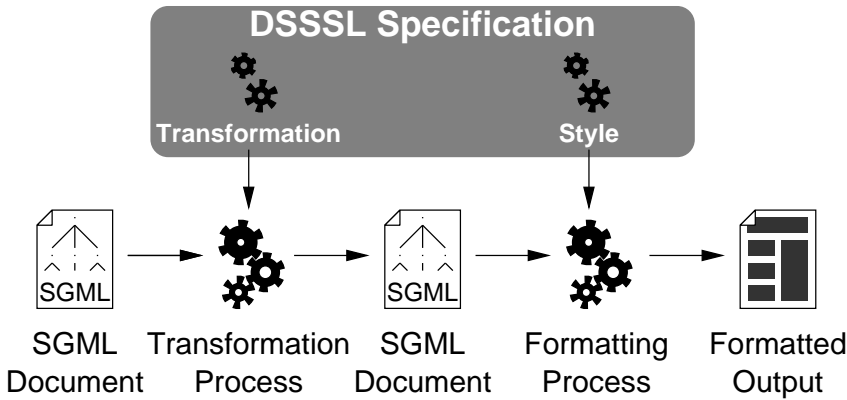 DSSSL Specification
Transformation
Style
SGML
SGML
SGML Document
Transformation Process
SGML Document
Formatting Process
Formatted Output